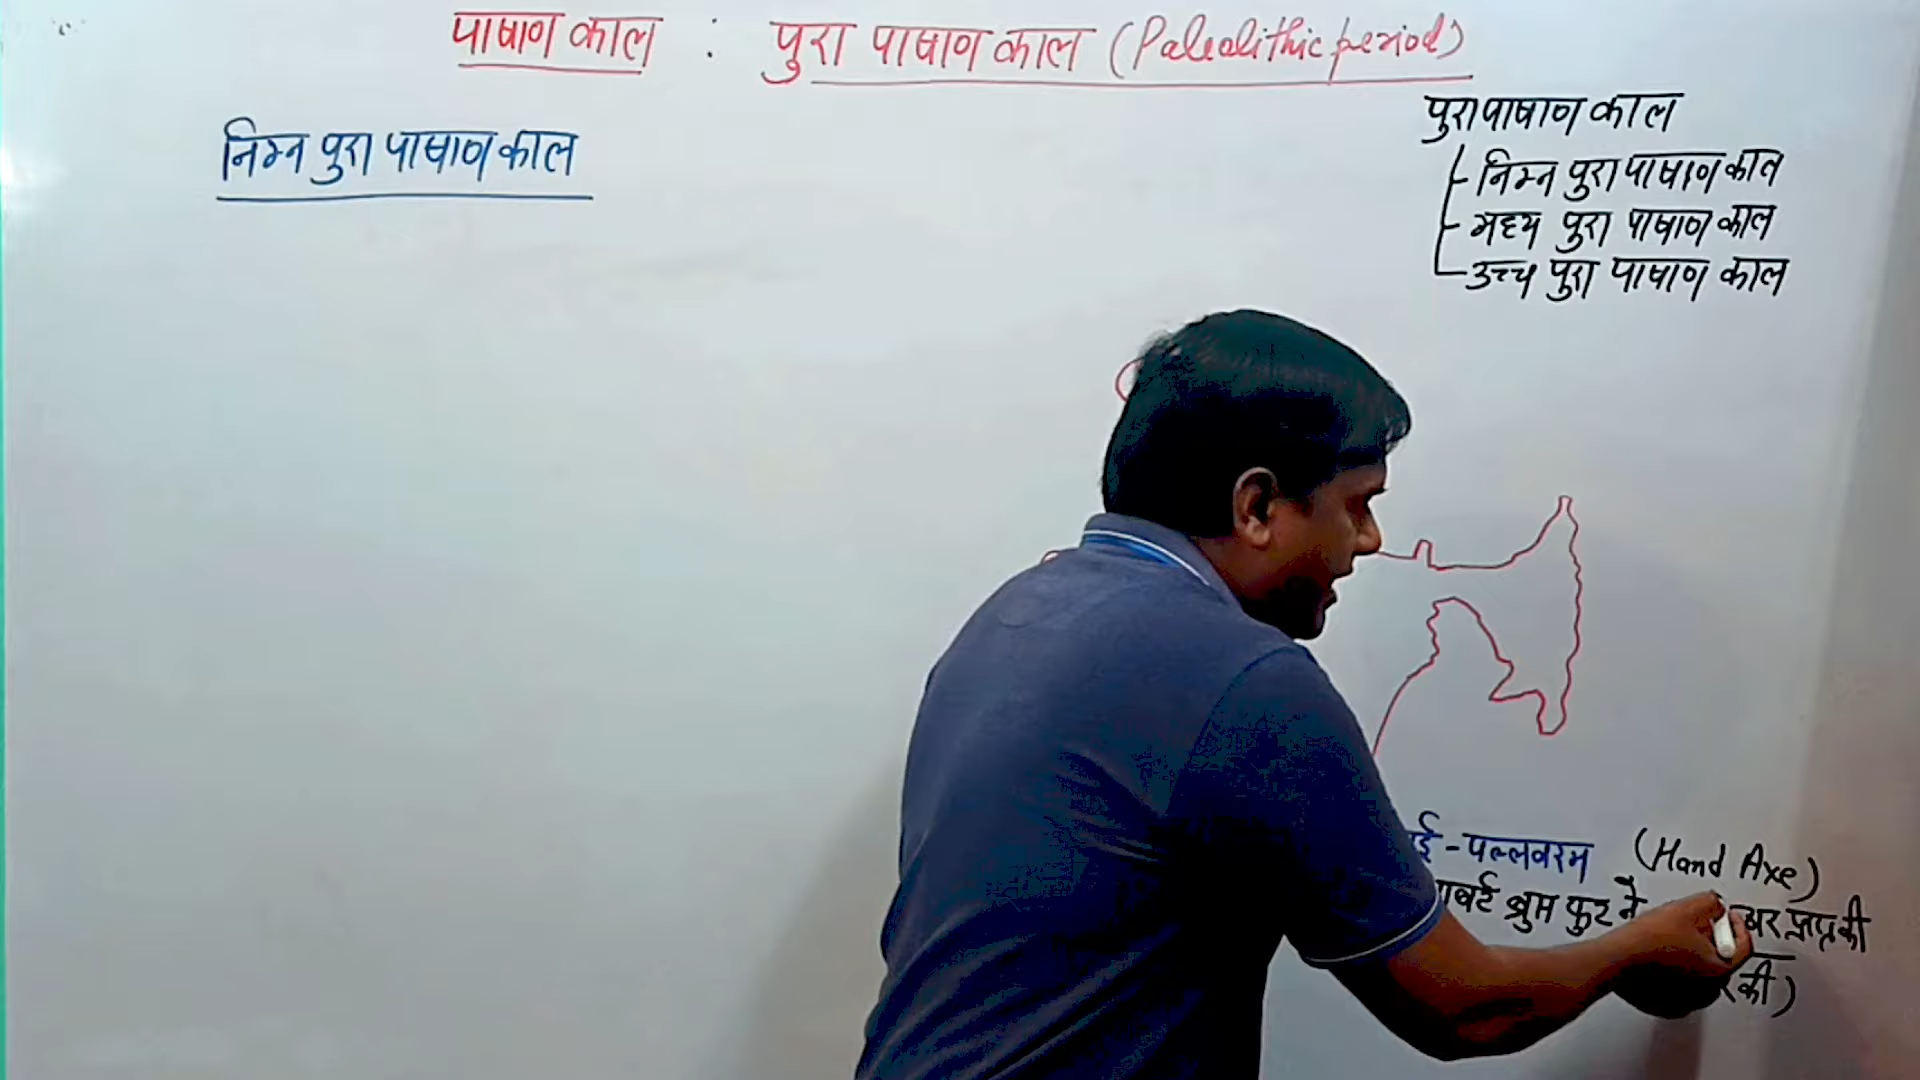 पाषाण काल : पुरा पाषाण काल (Paleolithic period)
निम्न पुरा पाषाण काल
पुरापाषाण काल
निम्न पुरा पाषाण काल
मध्य पुरा पाषाण काल
उच्च पुरा पाषाण काल
ई - पल्लवरम (Hand Axe)
ब्रुस फुट ने
की)